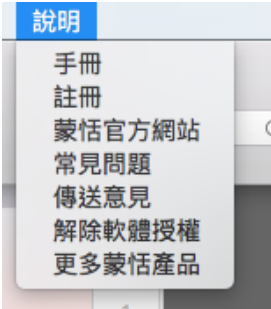 說明
手冊
註冊
蒙恬官方網站
常見問題
傳送意見
解除軟體授權
更多蒙恬產品